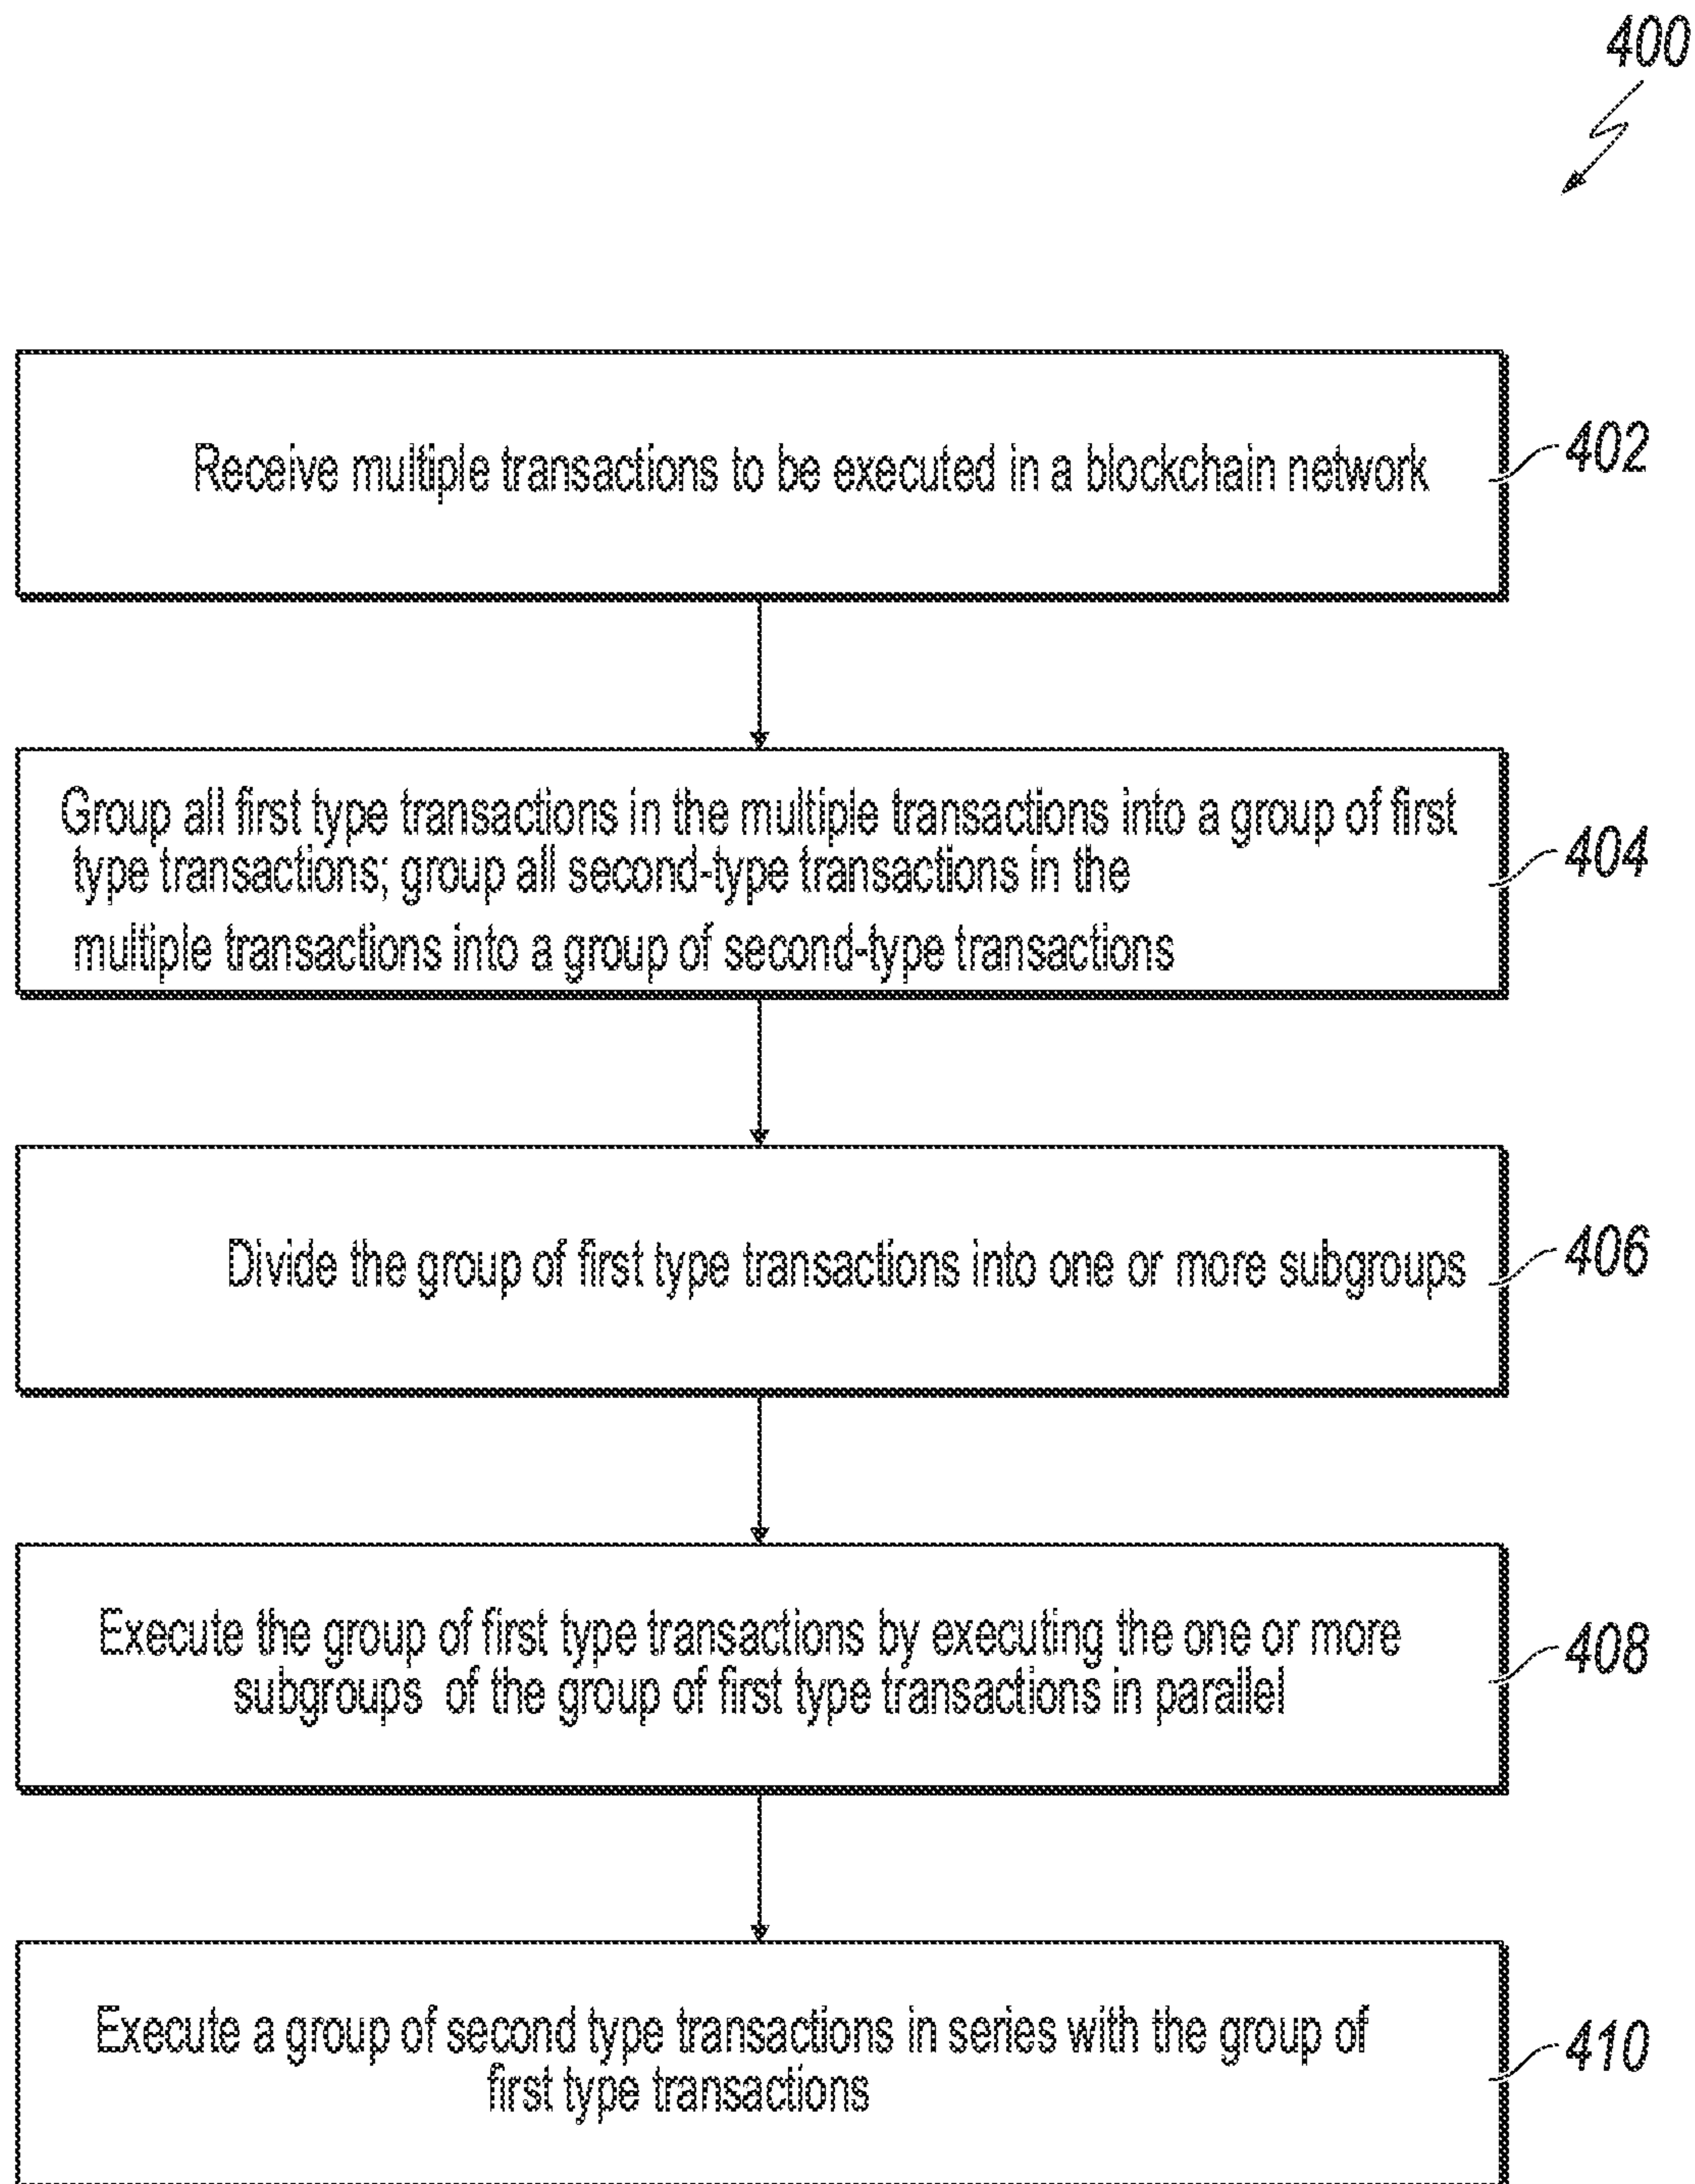 400
Receive multiple transactions to be executed in a blockchain network
402
Group all first type transactions in the multiple transactions into a group of first
type transactions; group all second-type transactions in the
multiple transactions into a group of second-type transactions
404
Divide the group of first type transactions into one or more subgroups
406
Execute the group of first type transactions by executing the one or more
subgroups of the group of first type transactions in parallel
408
Execute a group of second type transactions in series with the group of
first type transactions
410